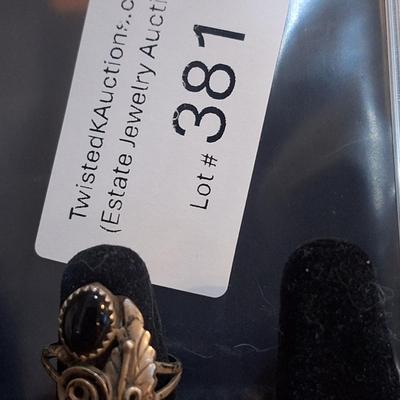 TwistedKAuctions.c
(Estate Jewelry Aucti
Lot # 381